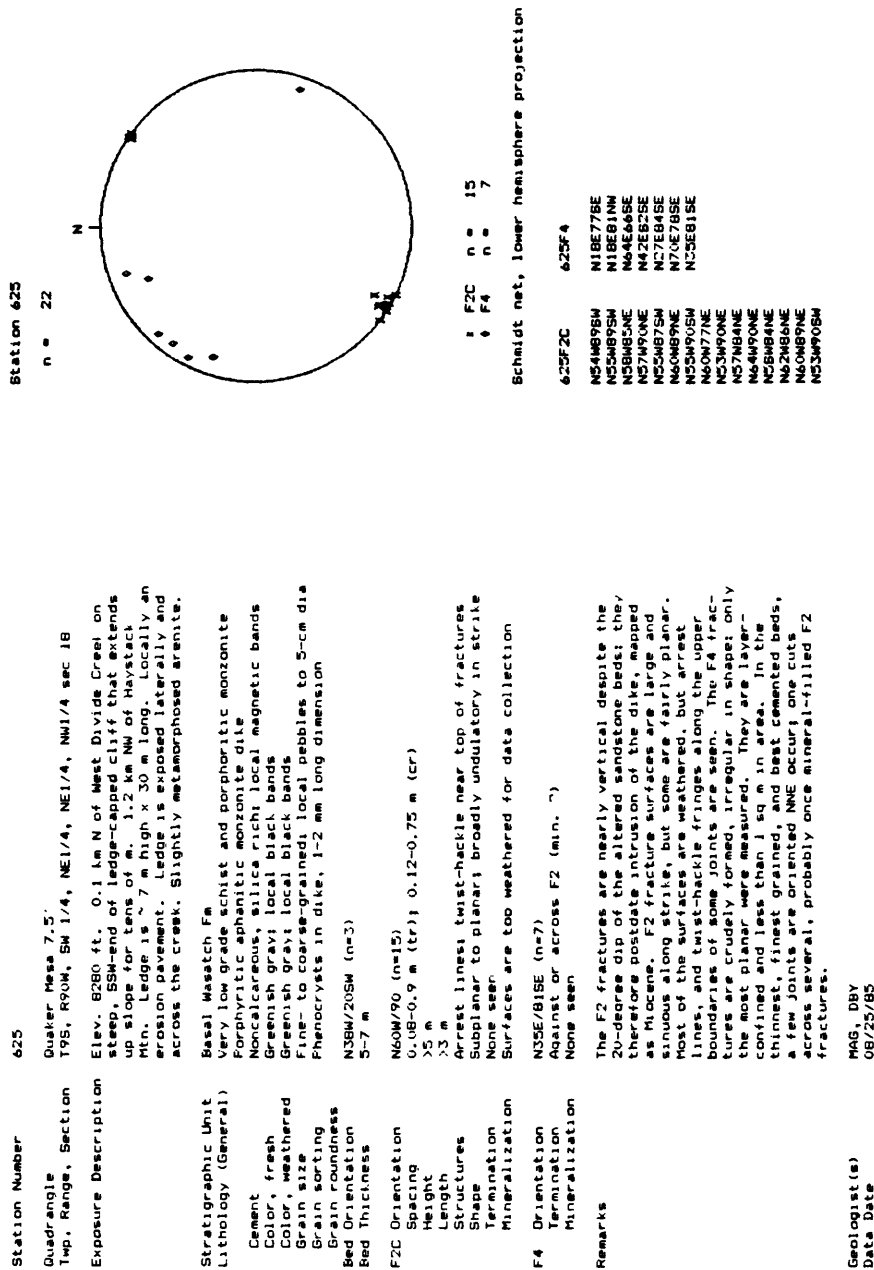 Station Number 625
Quadrangle Quaker Mesa 7.5'
Twp, Range, Section T9S, R90W, SW 1/4, NE1/4, NE1/4, NW1/4 sec 18
Exposure Description Elev. 8280 ft. 0.1 km N of West Divide Creek on
steep, SSW-end of ledge-capped cliff that extends
up slope for tens of m. 1.2 km NW of Haystack
Mtn. Ledge is ~ 7 m high x 30 m long. Locally an
erosion pavement. Ledge is exposed laterally and
across the creek. Slightly metamorphosed arenite.
Stratigraphic Unit Basal Wasatch Fm
Lithology (General) Very low grade schist and porphoritic monzonite
Porphyritic aphanitic monzonite dike
Cement Noncalcareous, silica rich; local magnetic bands
Color, fresh Greenish gray; local black bands
Color, weathered Greenish gray; local black bands
Grain size Fine- to coarse-grained; local pebbles to 5-cm dia
Grain sorting Phenocrysts in dike, 1-2 mm long dimension
Grain roundness
Bed Orientation N38W/20SW (n=3)
Bed Thickness 5-7 m
F2C Orientation N60W/90 (n=15)
Spacing 0.08-0.9 m (tr); 0.12-0.75 m (cr)
Height >5 m
Length >3 m
Structures Arrest lines; twist-hackle near top of fractures
Shape Subplanar to planar; broadly undulatory in strike
Termination None seen
Mineralization Surfaces are too weathered for data collection
F4 Orientation N35E/81SE (n=7)
Termination Against or across F2 (min. ?)
Mineralization None seen
Remarks The F2 fractures are nearly vertical despite the
20-degree dip of the altered sandstone beds; they
therefore postdate intrusion of the dike, mapped
as Miocene. F2 fracture surfaces are large and
sinuous along strike, but some are fairly planar.
Most of the surfaces are weathered, but arrest
lines, and twist-hackle fringes along the upper
boundaries of some joints are seen. The F4 frac-
tures are crudely formed, irregular in shape; only
the most planar were measured. They are layer-
confined and less than 1 sq m in area. In the
thinnest, finest grained, and best cemented beds,
a few joints are oriented NNE occur; one cuts
across several, probably once mineral-filled F2
fractures.
Geologist(s) MAG, DBY
Data Date 08/25/85
Station 625
n = 22
N
x F2C n = 15
♦ F4 n = 7
Schmidt net, lower hemisphere projection
625F2C 625F4
N54W89SW N18E77SE
N55W89SW N18E81NW
N58W85NE N64E66SE
N57W90NE N42E82SE
N55W87SW N27E84SE
N60W89NE N70E78SE
N55W90SW N35E81SE
N60W77NE
N53W90NE
N57W84NE
N64W90NE
N58W84NE
N62W86NE
N60W89NE
N53W90SW